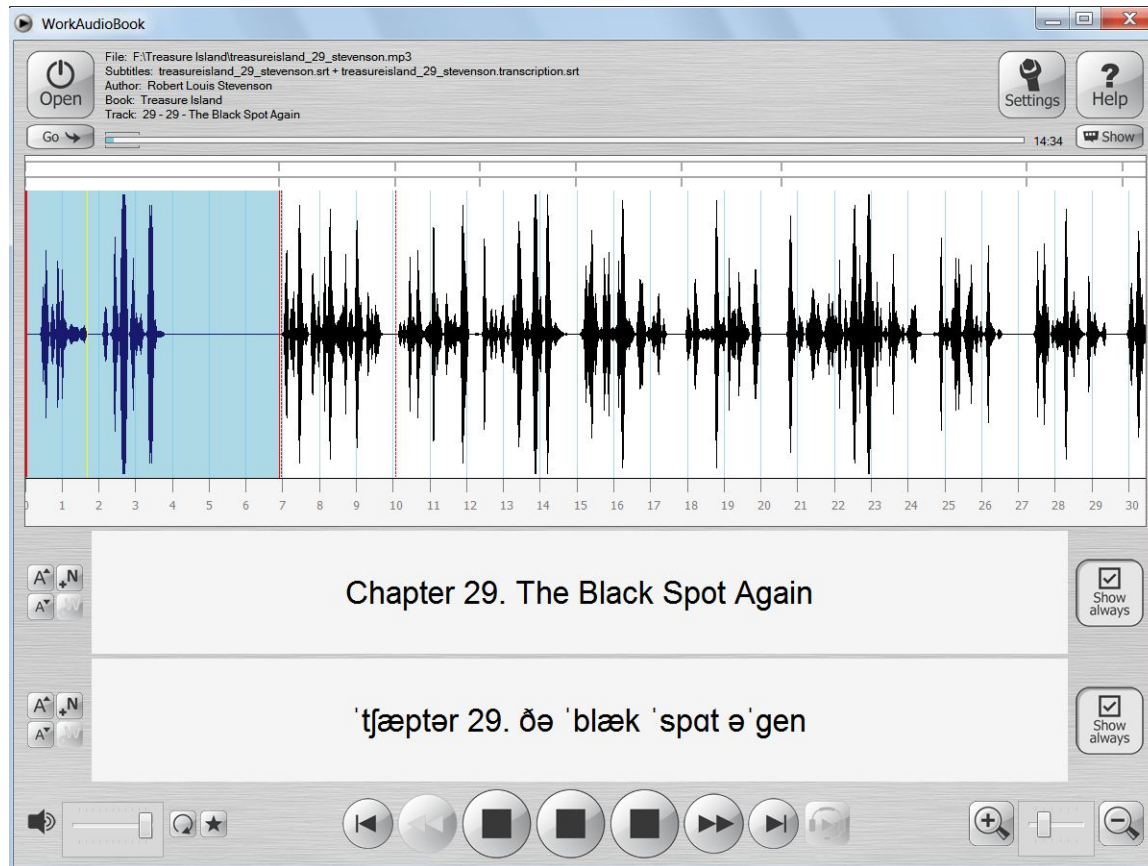 WorkAudioBook
File: F:\Treasure Island\treasureisland_29_stevenson.mp3
Subtitles: treasureisland_29_stevenson.srt + treasureisland_29_stevenson.transcription.srt
Author: Robert Louis Stevenson
Book: Treasure Island
Track: 29 - 29 - The Black Spot Again
Open
Settings
? Help
Go
14:34
Show
0 1 2 3 4 5 6 7 8 9 10 11 12 13 14 15 16 17 18 19 20 21 22 23 24 25 26 27 28 29 30
A +N
A W
Chapter 29. The Black Spot Again
Show always
A +N
A W
ˈtʃæptər 29. ðə ˈblæk ˈspɑt əˈgen
Show always